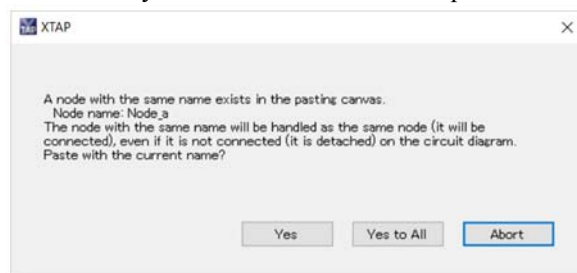 XTAP
A node with the same name exists in the pasting canvas.
Node name: Node_a
The node with the same name will be handled as the same node (it will be
connected), even if it is not connected (it is detached) on the circuit diagram.
Paste with the current name?
Yes
Yes to All
Abort